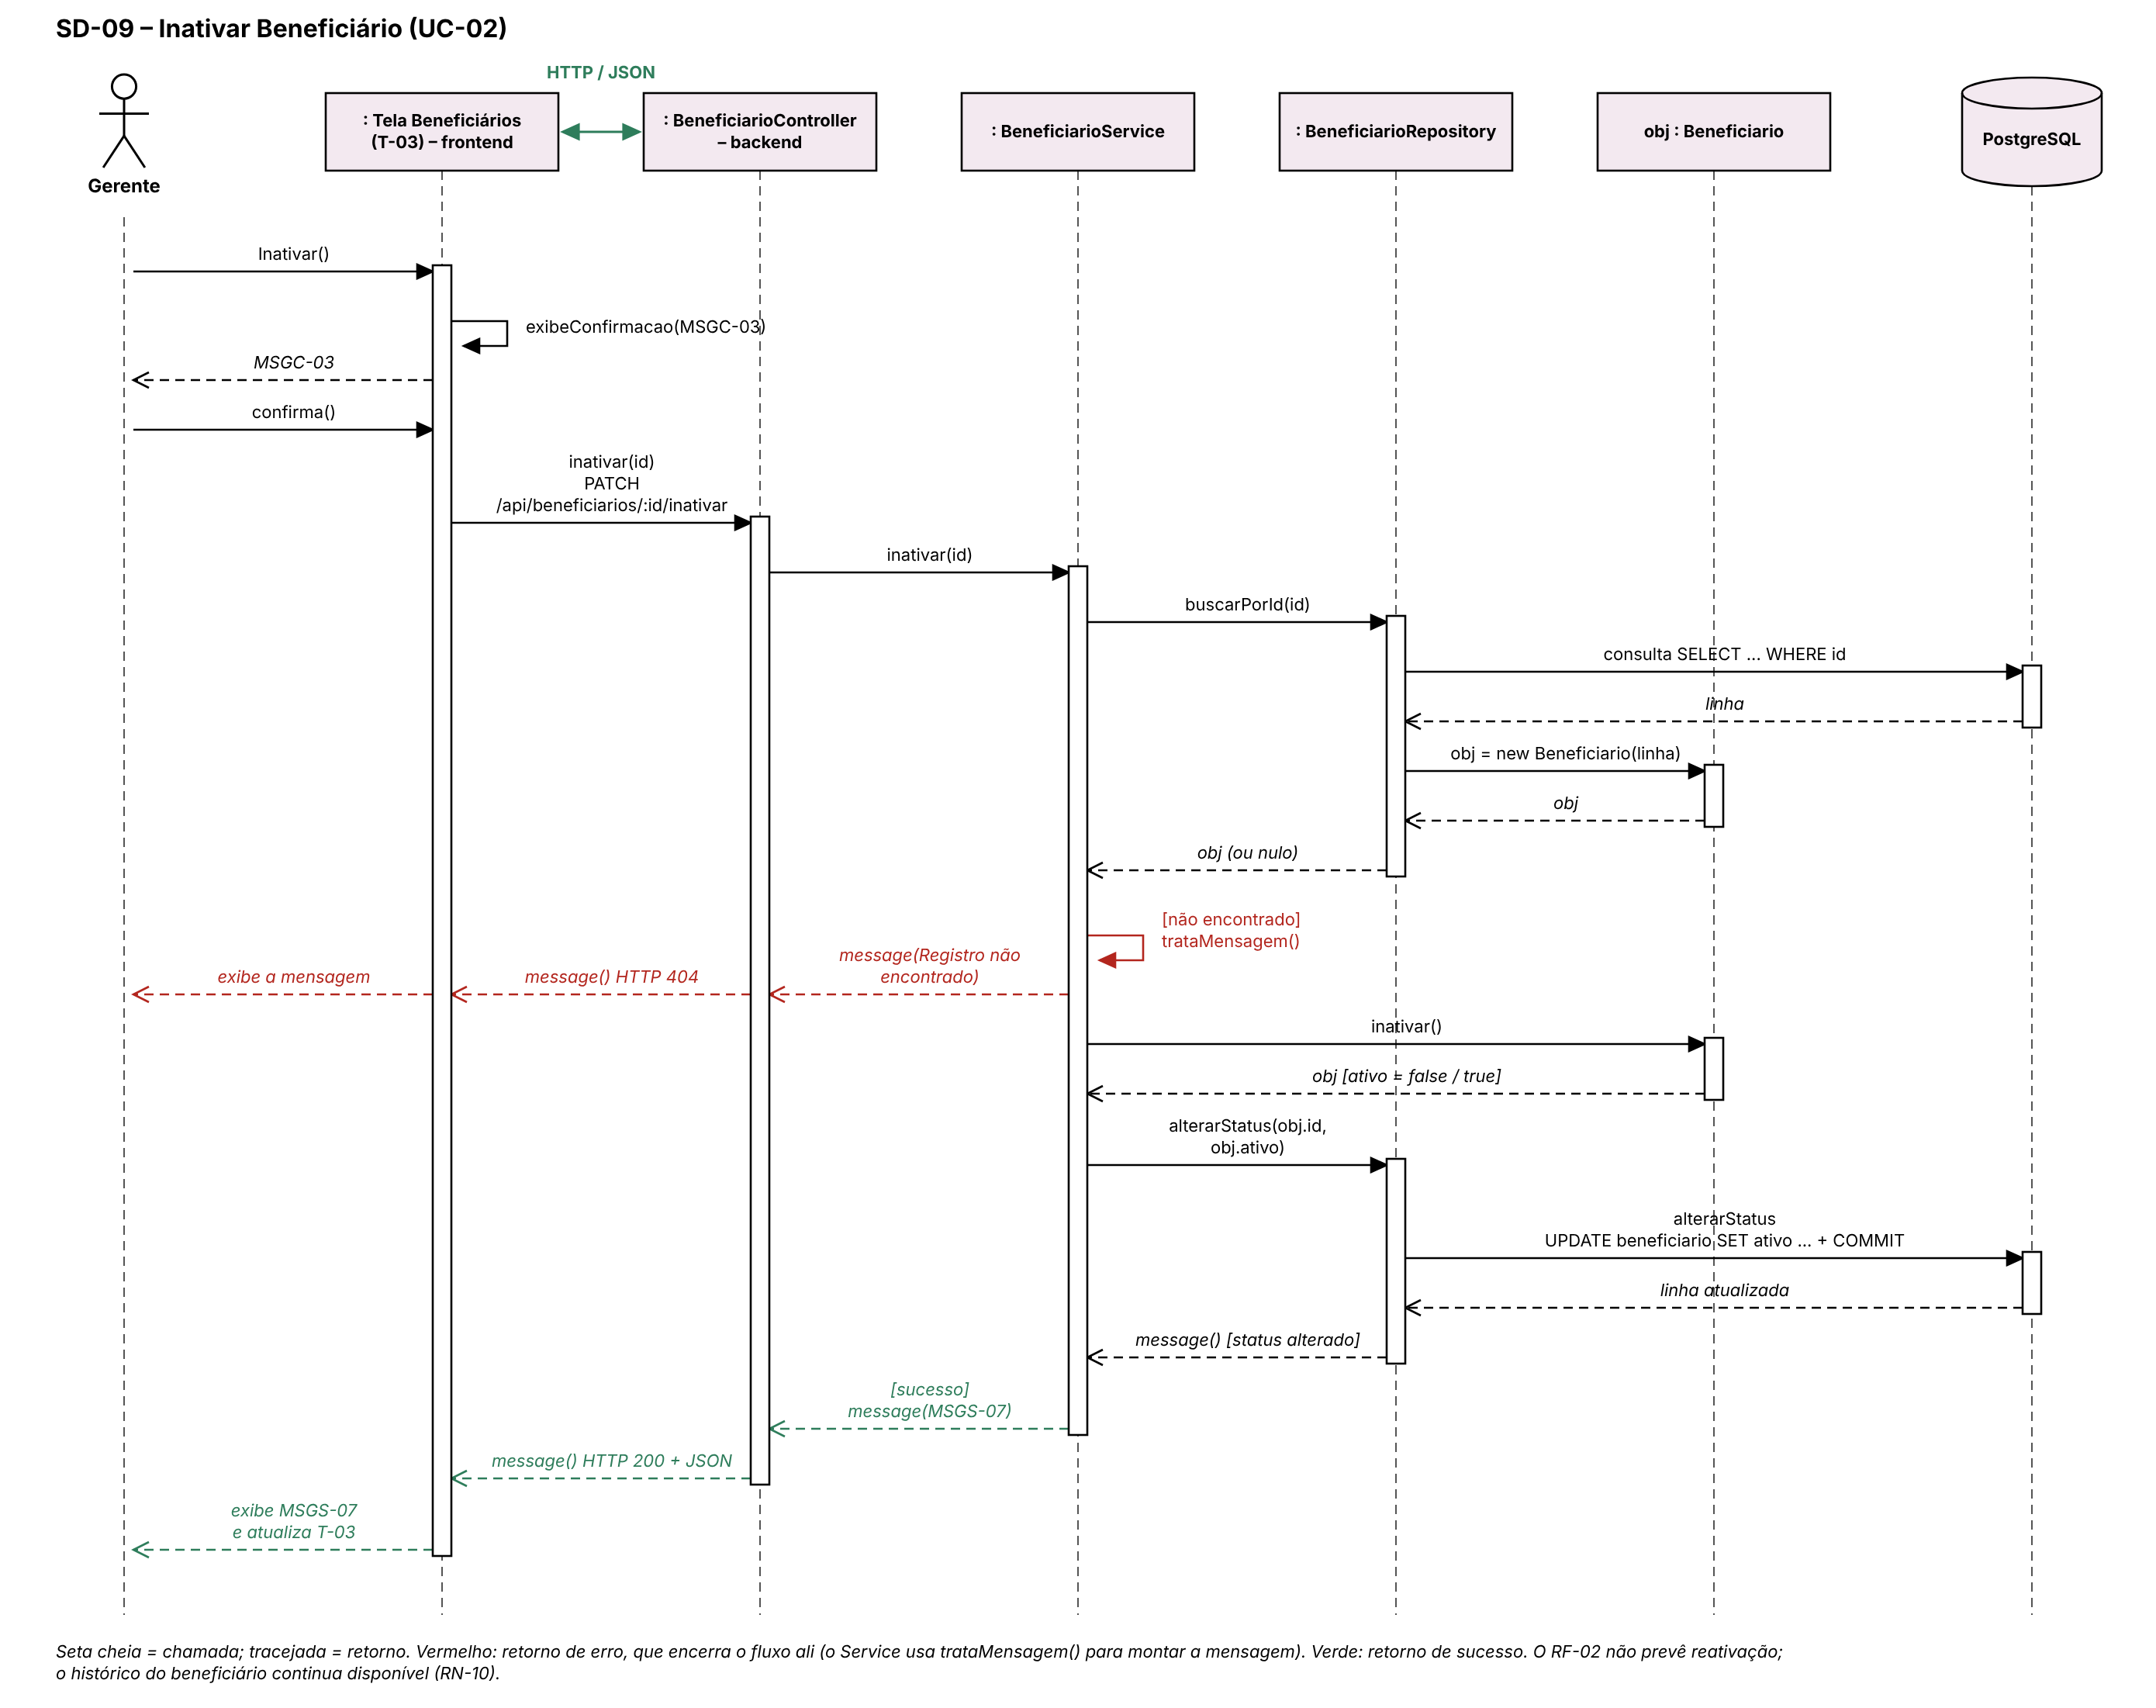 SD-09 – Inativar Beneficiário (UC-02)
HTTP / JSON
Gerente
: Tela Beneficiários
(T-03) – frontend
: BeneficiarioController
– backend
: BeneficiarioService
: BeneficiarioRepository
obj : Beneficiario
PostgreSQL
Inativar()
exibeConfirmacao(MSGC-03)
MSGC-03
confirma()
inativar(id)
PATCH
/api/beneficiarios/:id/inativar
inativar(id)
buscarPorId(id)
consulta SELECT ... WHERE id
linha
obj = new Beneficiario(linha)
obj
obj (ou nulo)
[não encontrado]
trataMensagem()
message(Registro não
encontrado)
message() HTTP 404
exibe a mensagem
inativar()
obj [ativo = false / true]
alterarStatus(obj.id,
obj.ativo)
alterarStatus
UPDATE beneficiario SET ativo ... + COMMIT
linha atualizada
message() [status alterado]
[sucesso]
message(MSGS-07)
message() HTTP 200 + JSON
exibe MSGS-07
e atualiza T-03
Seta cheia = chamada; tracejada = retorno. Vermelho: retorno de erro, que encerra o fluxo ali (o Service usa trataMensagem() para montar a mensagem). Verde: retorno de sucesso. O RF-02 não prevê reativação;
o histórico do beneficiário continua disponível (RN-10).